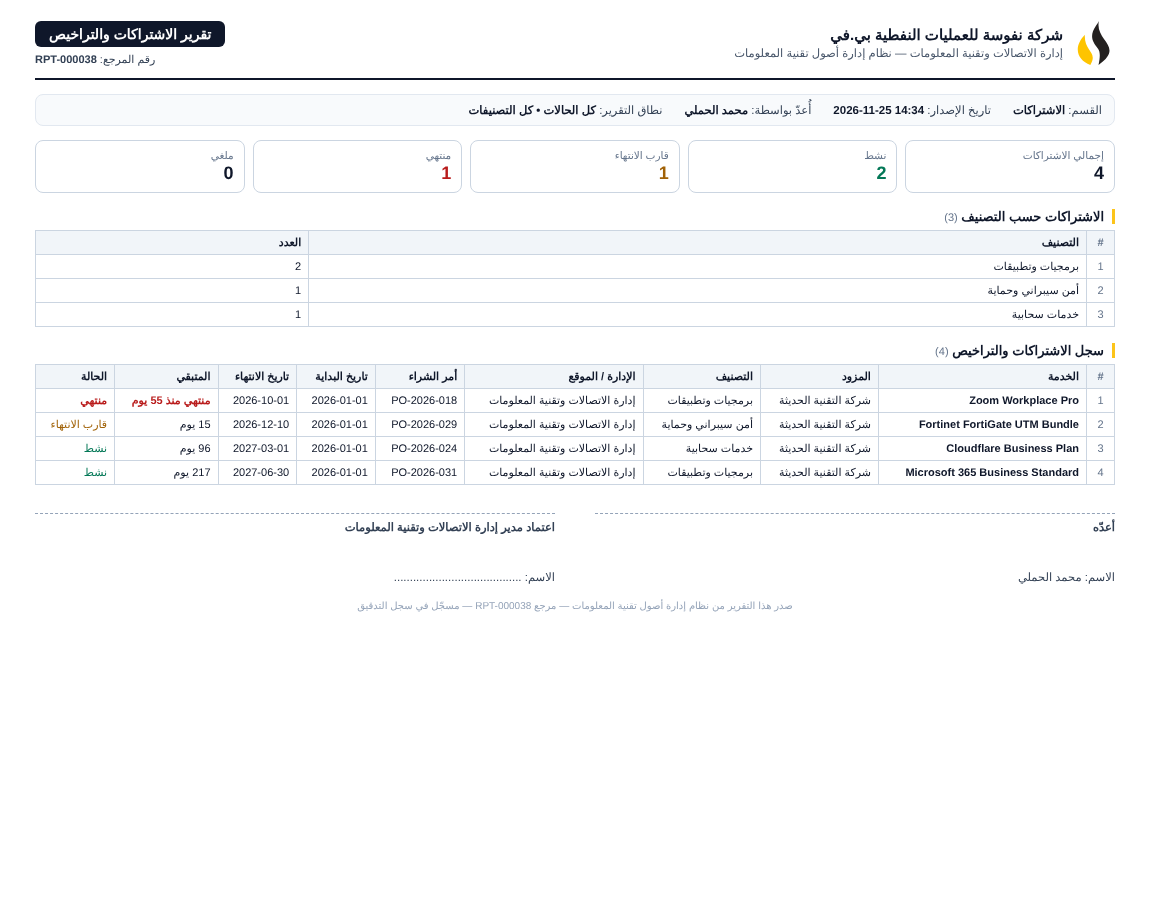 شركة نفوسة للعمليات النفطية بي.في
إدارة الاتصالات وتقنية المعلومات — نظام إدارة أصول تقنية المعلومات
تقرير الاشتراكات والتراخيص
رقم المرجع: RPT-000038
القسم: الاشتراكات تاريخ الإصدار: 2026-11-25 14:34 أُعدّ بواسطة: محمد الحملي نطاق التقرير: كل الحالات • كل التصنيفات
إجمالي الاشتراكات
4
نشط
2
قارب الانتهاء
1
منتهي
1
ملغي
0
الاشتراكات حسب التصنيف (3)
# التصنيف العدد
1 برمجيات وتطبيقات 2
2 أمن سيبراني وحماية 1
3 خدمات سحابية 1
سجل الاشتراكات والتراخيص (4)
# الخدمة المزود التصنيف الإدارة / الموقع أمر الشراء تاريخ البداية تاريخ الانتهاء المتبقي الحالة
1 Zoom Workplace Pro شركة التقنية الحديثة برمجيات وتطبيقات إدارة الاتصالات وتقنية المعلومات PO-2026-018 2026-01-01 2026-10-01 منتهي منذ 55 يوم منتهي
2 Fortinet FortiGate UTM Bundle شركة التقنية الحديثة أمن سيبراني وحماية إدارة الاتصالات وتقنية المعلومات PO-2026-029 2026-01-01 2026-12-10 15 يوم قارب الانتهاء
3 Cloudflare Business Plan شركة التقنية الحديثة خدمات سحابية إدارة الاتصالات وتقنية المعلومات PO-2026-024 2026-01-01 2027-03-01 96 يوم نشط
4 Microsoft 365 Business Standard شركة التقنية الحديثة برمجيات وتطبيقات إدارة الاتصالات وتقنية المعلومات PO-2026-031 2026-01-01 2027-06-30 217 يوم نشط
أعدّه
الاسم: محمد الحملي
اعتماد مدير إدارة الاتصالات وتقنية المعلومات
الاسم: ........................................
صدر هذا التقرير من نظام إدارة أصول تقنية المعلومات — مرجع RPT-000038 — مسجّل في سجل التدقيق